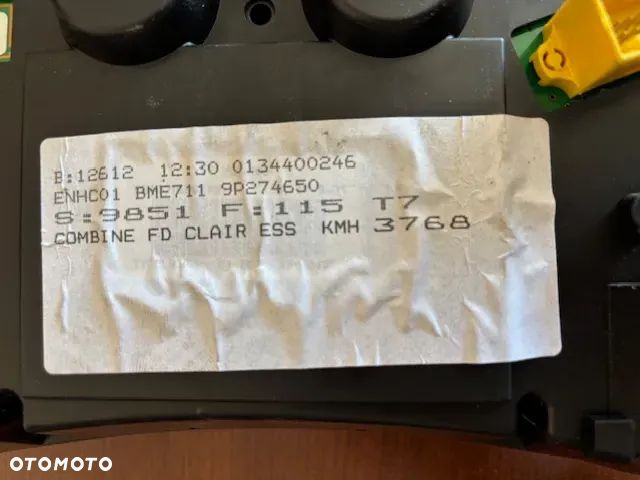 B:12612 12:30 0134400246
ENHC01 BME711 9P274650
S:9851 F:115 T7
COMBINE FD CLAIR ESS KMH 3768
OTOMOTO